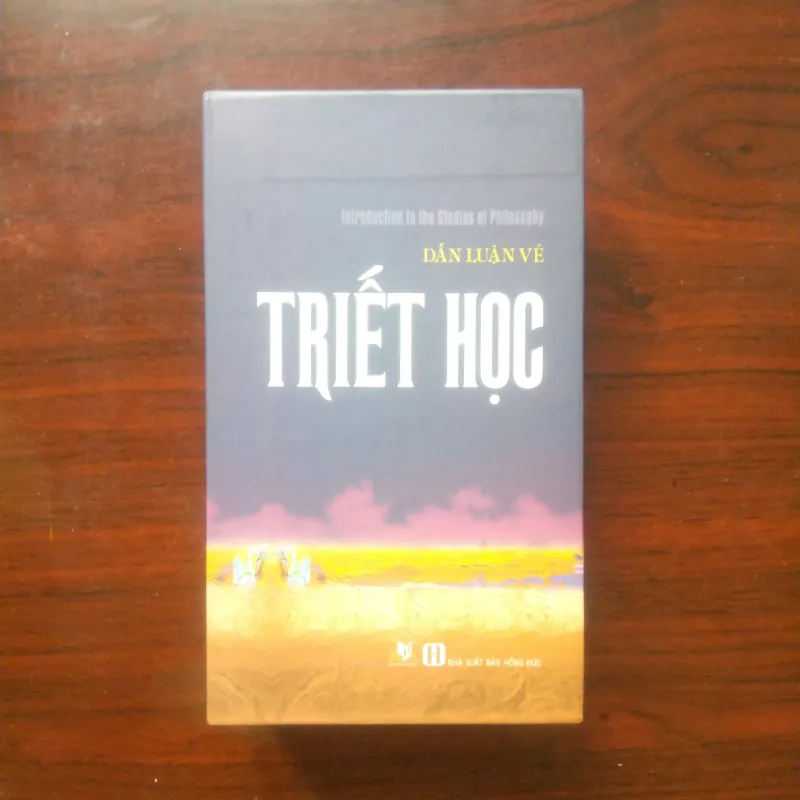 Introduction to the Studies of Philosophy
DẪN LUẬN VỀ
TRIẾT HỌC
NHÀ XUẤT BẢN HỒNG ĐỨC